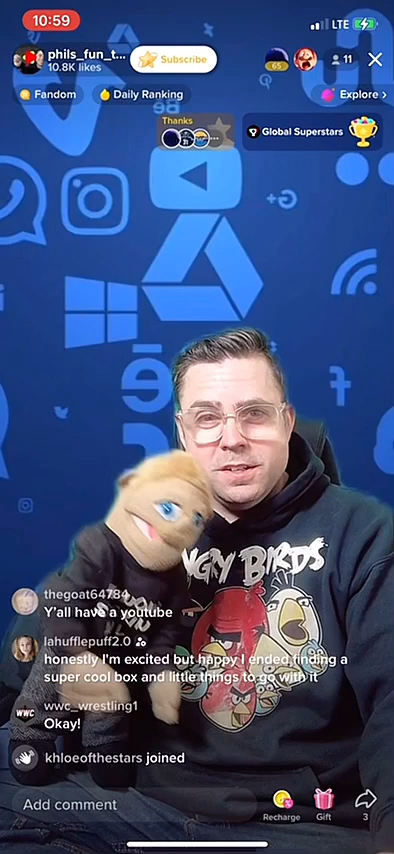 10:59
LTE
phils_fun_t...
10.8K likes
Subscribe
65
11
Fandom
Daily Ranking
Explore >
Thanks
Global Superstars
NGRY BIRDS
thegoat64784
Y'all have a youtube
lahufflepuff2.0
honestly I'm excited but happy I ended finding a
super cool box and little things to go with it
WWC
wwc_wrestling1
Okay!
khloeofthestars joined
Add comment
Recharge
Gift
3